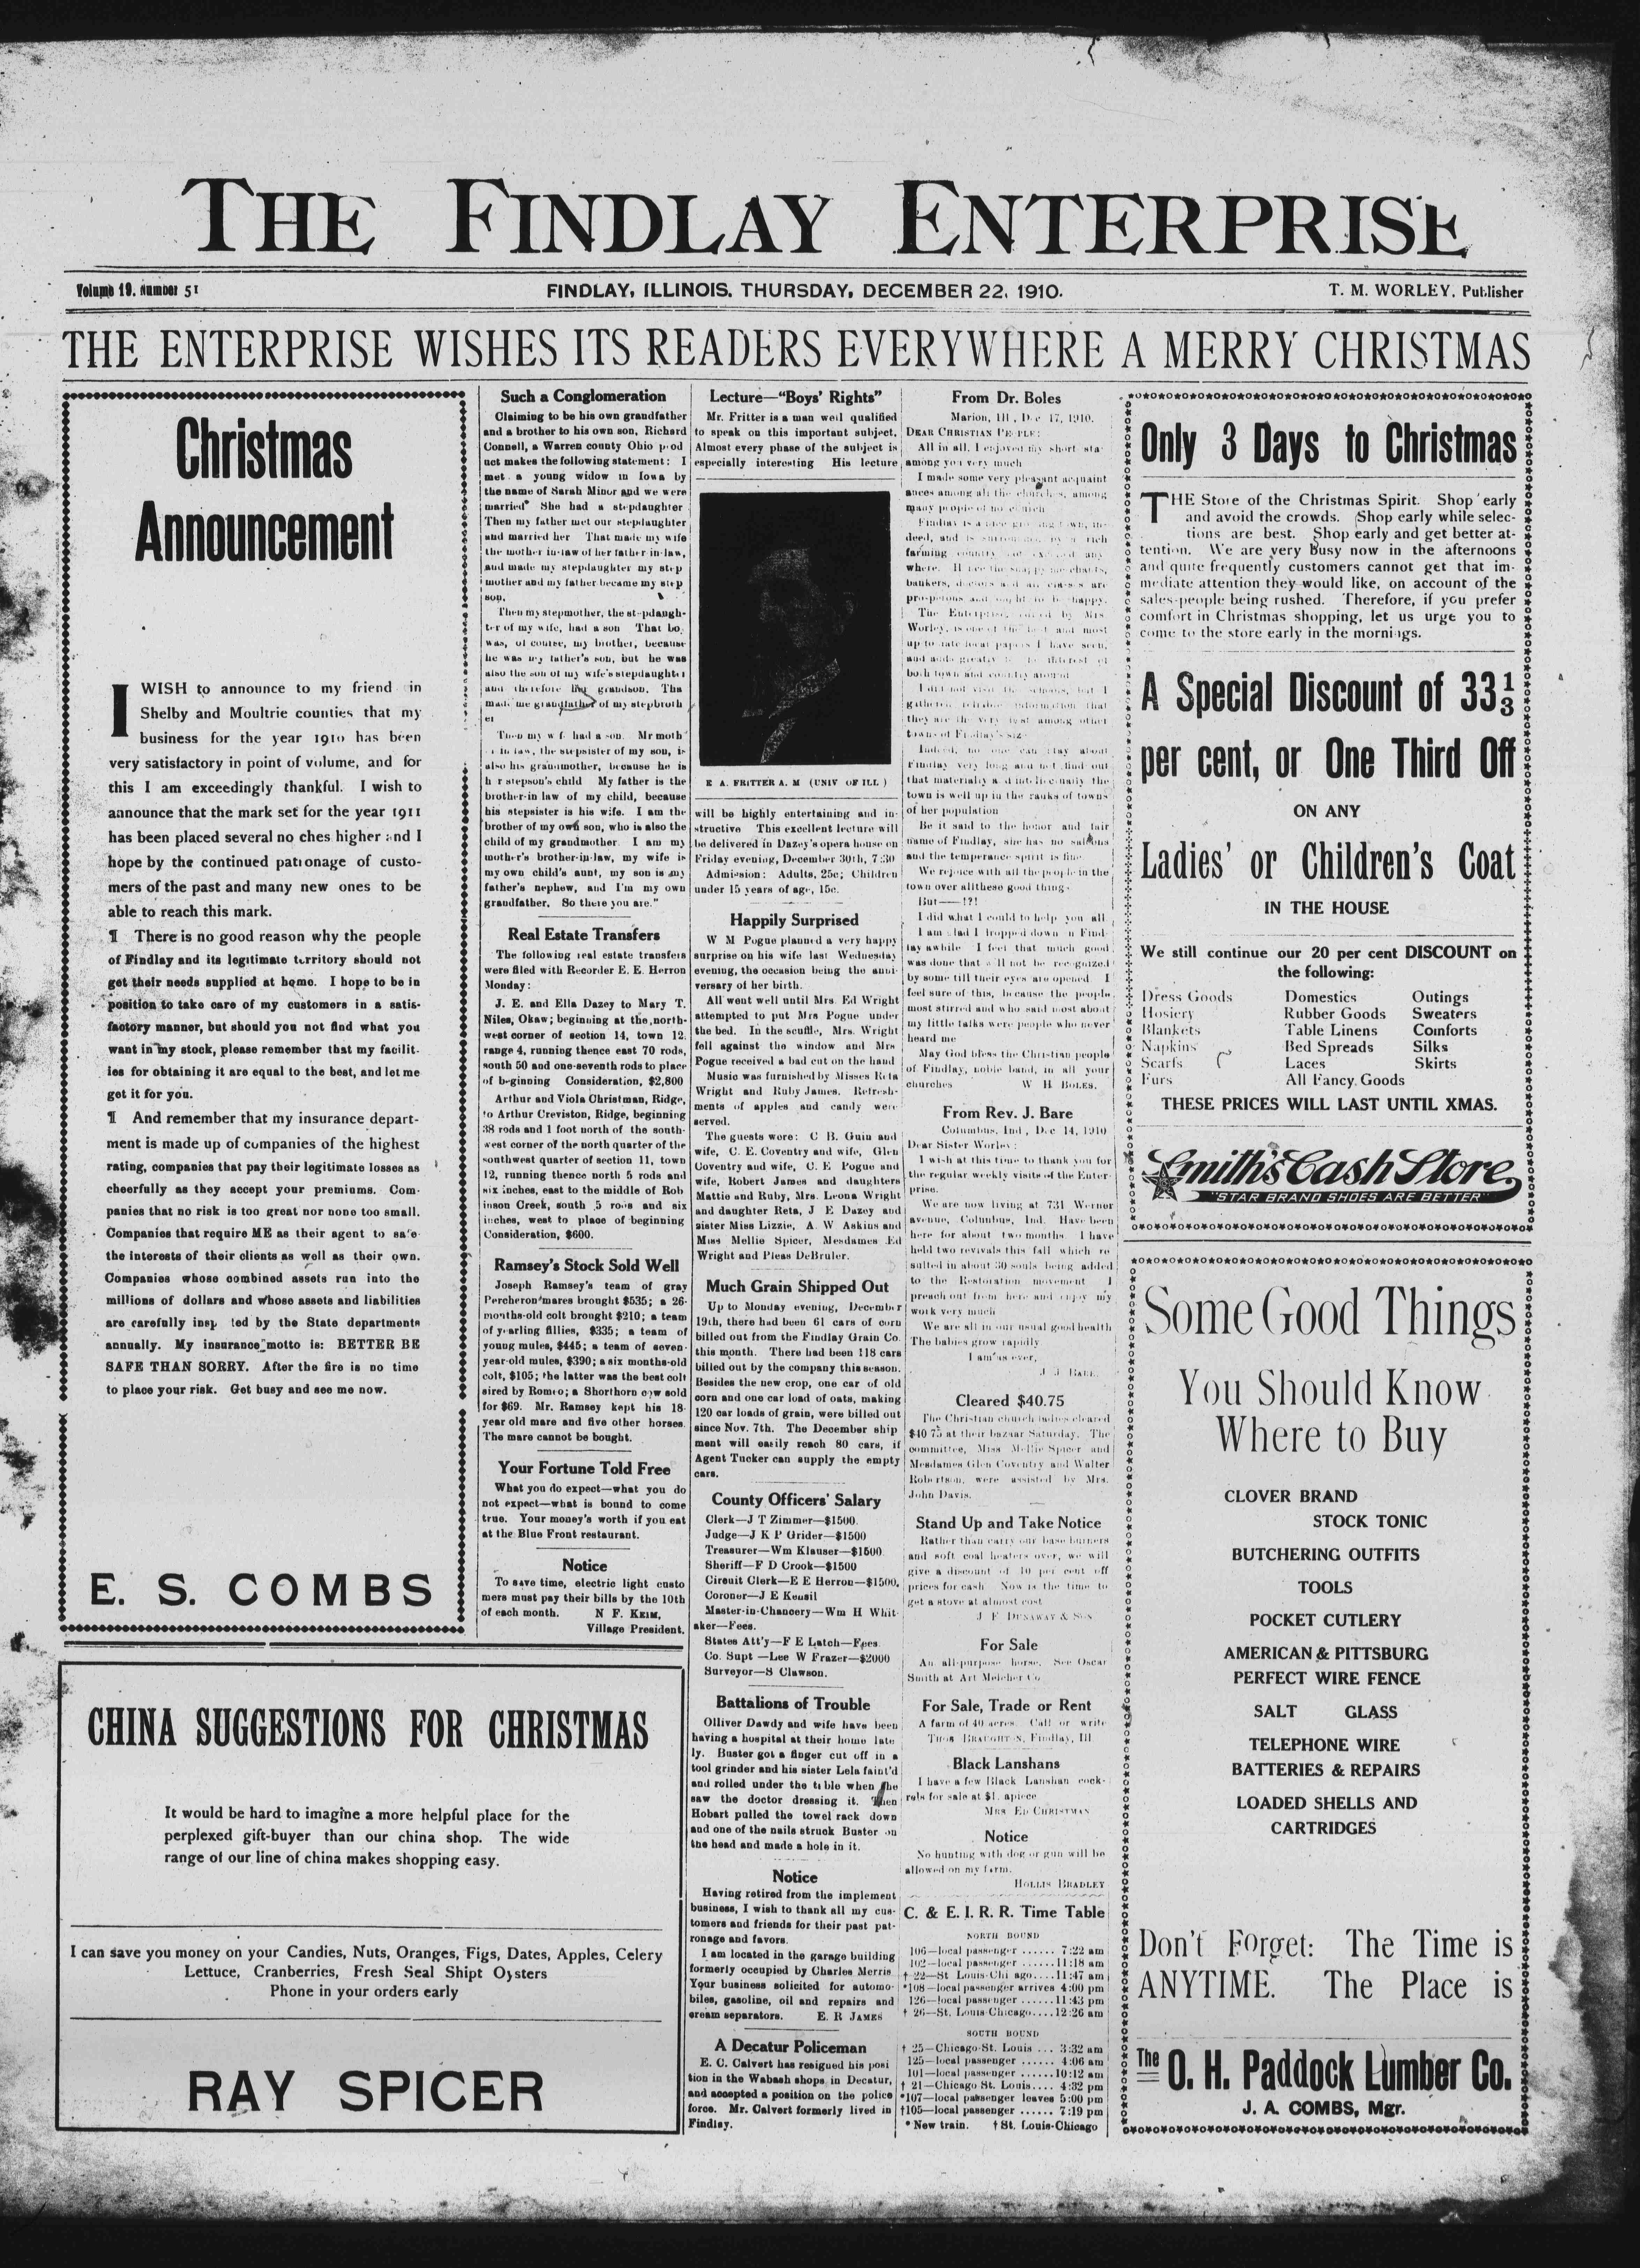 THE FINDLAY ENTERPRISE
Volume 19. Number 51
FINDLAY, ILLINOIS, THURSDAY, DECEMBER 22, 1910.
T. M. WORLEY, Publisher
THE ENTERPRISE WISHES ITS READERS EVERYWHERE A MERRY CHRISTMAS
Christmas
Announcement
I WISH to announce to my friend in
Shelby and Moultrie counties that my
business for the year 1910 has been
very satisfactory in point of volume, and for
this I am exceedingly thankful. I wish to
announce that the mark set for the year 1911
has been placed several no ches higher and I
hope by the continued patronage of custo-
mers of the past and many new ones to be
able to reach this mark.
¶ There is no good reason why the people
of Findlay and its legitimate territory should not
get their needs supplied at home. I hope to be in
position to take care of my customers in a satis-
factory manner, but should you not find what you
want in my stock, please remember that my facilit-
ies for obtaining it are equal to the best, and let me
get it for you.
¶ And remember that my insurance depart-
ment is made up of companies of the highest
rating, companies that pay their legitimate losses as
cheerfully as they accept your premiums. Com-
panies that no risk is too great nor none too small.
Companies that require ME as their agent to sa'e
the interests of their clients as well as their own.
Companies whose combined assets run into the
millions of dollars and whose assets and liabilities
are carefully insp ted by the State departments
annually. My insurance motto is: BETTER BE
SAFE THAN SORRY. After the fire is no time
to place your risk. Get busy and see me now.
E. S. COMBS
CHINA SUGGESTIONS FOR CHRISTMAS
It would be hard to imagine a more helpful place for the
perplexed gift-buyer than our china shop. The wide
range of our line of china makes shopping easy.
I can save you money on your Candies, Nuts, Oranges, Figs, Dates, Apples, Celery
Lettuce, Cranberries, Fresh Seal Shipt Oysters
Phone in your orders early
RAY SPICER
Such a Conglomeration
Claiming to be his own grandfather
and a brother to his own son, Richard
Connell, a Warren county Ohio prod
uct makes the following statement: I
met a young widow in Iowa by
the name of Sarah Minor and we were
married" She had a stepdaughter
Then my father met our stepdaughter
and married her That made my wife
the mother in-law of her father in-law,
and made my stepdaughter my step
mother and my father became my step
son.
Then my stepmother, the stepdaugh-
ter of my wife, had a son That bo
was, of course, my brother, because
he was my father's son, but he was
also the son of my wife's stepdaughter
and therefore grandson. Tha
made me grandfather of my stepbroth
er
Then my wife had a son. Mr moth
r in law, the stepsister of my son, is
also his grandmother, because he is
h r stepson's child My father is the
brother-in law of my child, because
his stepsister is his wife. I am the
brother of my own son, who is also the
child of my grandmother. I am my
mother's brother-in-law, my wife is
my own child's aunt, my son is my
father's nephew, and I'm my own
grandfather. So there you are."
Real Estate Transfers
The following real estate transfers
were filed with Recorder E. E. Herron
Monday:
J. E. and Ella Dazey to Mary T.
Niles, Okaw; beginning at the north-
west corner of section 14, town 12,
range 4, running thence east 70 rods,
south 50 and one-seventh rods to place
of beginning Consideration, $2,800
Arthur and Viola Christman, Ridge,
to Arthur Creviston, Ridge, beginning
38 rods and 1 foot north of the south-
west corner of the north quarter of the
southwest quarter of section 11, town
12, running thence north 5 rods and
six inches, east to the middle of Rob
inson Creek, south 5 rods and six
inches, west to place of beginning
Consideration, $600.
Ramsey's Stock Sold Well
Joseph Ramsey's team of gray
Percheron mares brought $535; a 26-
months-old colt brought $210; a team
of yearling fillies, $335; a team of
young mules, $445; a team of seven-
year-old mules, $390; a six months-old
colt, $105; the latter was the best colt
sired by Romeo; a Shorthorn cow sold
for $69. Mr. Ramsey kept his 18-
year old mare and five other horses.
The mare cannot be bought.
Your Fortune Told Free
What you do expect—what you do
not expect—what is bound to come
true. Your money's worth if you eat
at the Blue Front restaurant.
Notice
To save time, electric light custo
mers must pay their bills by the 10th
of each month. N F. KEIM,
Village President.
Lecture—"Boys' Rights"
Mr. Fritter is a man well qualified
to speak on this important subject.
Almost every phase of the subject is
especially interesting His lecture
E A. FRITTER A. M (UNIV OF ILL )
will be highly entertaining and in-
structive This excellent lecture will
be delivered in Dazey's opera house on
Friday evening, December 30th, 7:30
Admission: Adults, 25c; Children
under 15 years of age, 15c.
Happily Surprised
W M Pogue planned a very happy
surprise on his wife last Wednesday
evening, the occasion being the anni-
versary of her birth.
All went well until Mrs. Ed Wright
attempted to put Mrs Pogue under
the bed. In the scuffle, Mrs. Wright
fell against the window and Mrs
Pogue received a bad cut on the hand
Music was furnished by Misses Reta
Wright and Ruby James. Refresh-
ments of apples and candy were
served.
The guests were: C B. Guin and
wife, C. E. Coventry and wife, Glen
Coventry and wife, C. E Pogue and
wife, Robert James and daughters
Mattie and Ruby, Mrs. Leona Wright
and daughter Reta, J E Dazey and
sister Miss Lizzie, A. W Askins and
Miss Mellie Spicer, Mesdames Ed
Wright and Pleas DeBruler.
Much Grain Shipped Out
Up to Monday evening, December
19th, there had been 61 cars of corn
billed out from the Findlay Grain Co.
this month. There had been 118 cars
billed out by the company this season.
Besides the new crop, one car of old
corn and one car load of oats, making
120 car loads of grain, were billed out
since Nov. 7th. The December ship
ment will easily reach 80 cars, if
Agent Tucker can supply the empty
cars.
County Officers' Salary
Clerk—J T Zimmer—$1500.
Judge—J K P Grider—$1500
Treasurer—Wm Klauser—$1500
Sheriff—F D Crook—$1500
Circuit Clerk—E E Herron—$1500.
Coroner—J E Keusil
Master-in-Chancery—Wm H Whit-
aker—Fees.
States Att'y—F E Latch—Fees.
Co. Supt —Lee W Frazer—$2000
Surveyor—S Clawson.
Battalions of Trouble
Olliver Dawdy and wife have been
having a hospital at their home late
ly. Buster got a finger cut off in a
tool grinder and his sister Lela faint'd
and rolled under the table when she
saw the doctor dressing it. Then
Hobart pulled the towel rack down
and one of the nails struck Buster on
the head and made a hole in it.
Notice
Having retired from the implement
business, I wish to thank all my cus-
tomers and friends for their past pat-
ronage and favors.
I am located in the garage building
formerly occupied by Charles Merris
Your business solicited for automo-
biles, gasoline, oil and repairs and
cream separators. E. R JAMES
A Decatur Policeman
E. C. Calvert has resigned his posi
tion in the Wabash shops in Decatur,
and accepted a position on the police
force. Mr. Calvert formerly lived in
Findlay.
From Dr. Boles
Marion, Ill , Dec 17, 1910.
DEAR CHRISTIAN PEOPLE:
All in all, I enjoyed my short sta
among you very much
I made some very pleasant acquaint
ances among all the churches, among
many people of no church
Findlay is a nice growing town, in-
deed, and is surrounded by a rich
farming country any
where.
bankers, are
prosperous and ought to be happy.
The Enterprise, by Mrs
Worley, is one of the best and most
up to date local papers I have seen,
and adds greatly to the interest of
both town and country around
I did not visit the schools, but I
gathered reliable information that
they are the very best among other
towns of Findlay's size
Indeed, no one can stay about
Findlay very long and not find out
that materially and intellectually the
town is well up in the ranks of towns
of her population
Be it said to the honor and fair
name of Findlay, she has no saloons
and the temperance spirit is fine
We rejoice with all the people in the
town over all these good things
But——!?!
I did what I could to help you all
I am glad I dropped down in Find-
lay awhile I feel that much good
was done that will not be recognized
by some till their eyes are opened I
feel sure of this, because the people
most stirred and who said most about
my little talks were people who never
heard me
May God bless the Christian people
of Findlay, noble band, in all your
churches W H BOLES.
From Rev. J. Bare
Columbus, Ind , Dec 14, 1910
Dear Sister Worley:
I wish at this time to thank you for
the regular weekly visits of the Enter-
prise.
We are now living at 731 Werner
avenue, Columbus, Ind. Have been
here for about two months. I have
held two revivals this fall which re
sulted in about 30 souls being added
to the Restoration movement I
preach out from here and enjoy my
work very much
We are all in our usual good health
The babies grow rapidly
I am as ever,
J J BARE.
Cleared $40.75
The Christian church ladies cleared
$40 75 at their bazaar Saturday. The
committee, Miss Mellie Spicer and
Mesdames Glen Coventry and Walter
Robertson, were assisted by Mrs.
John Davis.
Stand Up and Take Notice
Rather than carry our base burners
and soft coal heaters over, we will
give a discount of 10 per cent off
prices for cash Now is the time to
get a stove at almost cost
J F DUNAWAY & SON
For Sale
An all-purpose horse. See Oscar
Smith at Art Melcher Co
For Sale, Trade or Rent
A farm of 40 acres Call or write
THOS BRAUGHTON, Findlay, Ill
Black Lanshans
I have a few Black Lanshan cock-
rels for sale at $1. apiece
MRS ED CHRISTMAN
Notice
No hunting with dog or gun will be
allowed on my farm.
HOLLIS BRADLEY
C. & E. I. R. R. Time Table
NORTH BOUND
106—local passenger ...... 7:22 am
102—local passenger ......11:18 am
† 22—St Louis-Chi ago....11:47 am
*108—local passenger arrives 4:00 pm
126—local passenger ......11:43 pm
† 26—St. Louis Chicago....12:26 am
SOUTH BOUND
† 25—Chicago-St. Louis ... 3:32 am
125—local passenger ...... 4:06 am
101—local passenger ......10:12 am
† 21—Chicago St. Louis.... 4:32 pm
*107—local passenger leaves 5:00 pm
†105—local passenger ...... 7:19 pm
* New train. † St. Louis-Chicago
Only 3 Days to Christmas
THE Store of the Christmas Spirit. Shop early
and avoid the crowds. Shop early while selec-
tions are best. Shop early and get better at-
tention. We are very busy now in the afternoons
and quite frequently customers cannot get that im-
mediate attention they would like, on account of the
sales-people being rushed. Therefore, if you prefer
comfort in Christmas shopping, let us urge you to
come to the store early in the mornings.
A Special Discount of 33 1/3
per cent, or One Third Off
ON ANY
Ladies' or Children's Coat
IN THE HOUSE
We still continue our 20 per cent DISCOUNT on
the following:
Dress Goods Domestics Outings
Hosiery Rubber Goods Sweaters
Blankets Table Linens Comforts
Napkins Bed Spreads Silks
Scarfs Laces Skirts
Furs All Fancy Goods
THESE PRICES WILL LAST UNTIL XMAS.
Smith's Cash Store
"STAR BRAND SHOES ARE BETTER"
Some Good Things
You Should Know
Where to Buy
CLOVER BRAND
STOCK TONIC
BUTCHERING OUTFITS
TOOLS
POCKET CUTLERY
AMERICAN & PITTSBURG
PERFECT WIRE FENCE
SALT GLASS
TELEPHONE WIRE
BATTERIES & REPAIRS
LOADED SHELLS AND
CARTRIDGES
Don't Forget: The Time is
ANYTIME. The Place is
The O. H. Paddock Lumber Co.
J. A. COMBS, Mgr.